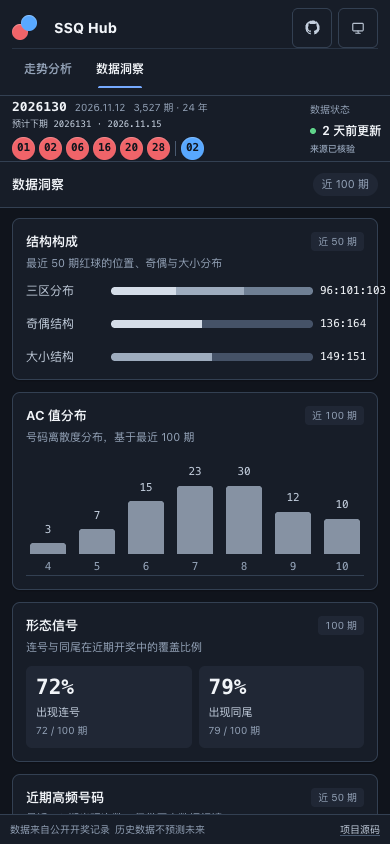 SSQ Hub
走势分析 数据洞察
2026130 2026.11.12 3,527 期 · 24 年
预计下期 2026131 · 2026.11.15
01 02 06 16 20 28 02
数据状态
2 天前更新
来源已核验
数据洞察 近 100 期
结构构成 近 50 期
最近 50 期红球的位置、奇偶与大小分布
三区分布 96:101:103
奇偶结构 136:164
大小结构 149:151
AC 值分布 近 100 期
号码离散度分布，基于最近 100 期
3 7 15 23 30 12 10
4 5 6 7 8 9 10
形态信号 100 期
连号与同尾在近期开奖中的覆盖比例
72% 79%
出现连号 出现同尾
72 / 100 期 79 / 100 期
近期高频号码 近 50 期
数据来自公开开奖记录 历史数据不预测未来 项目源码